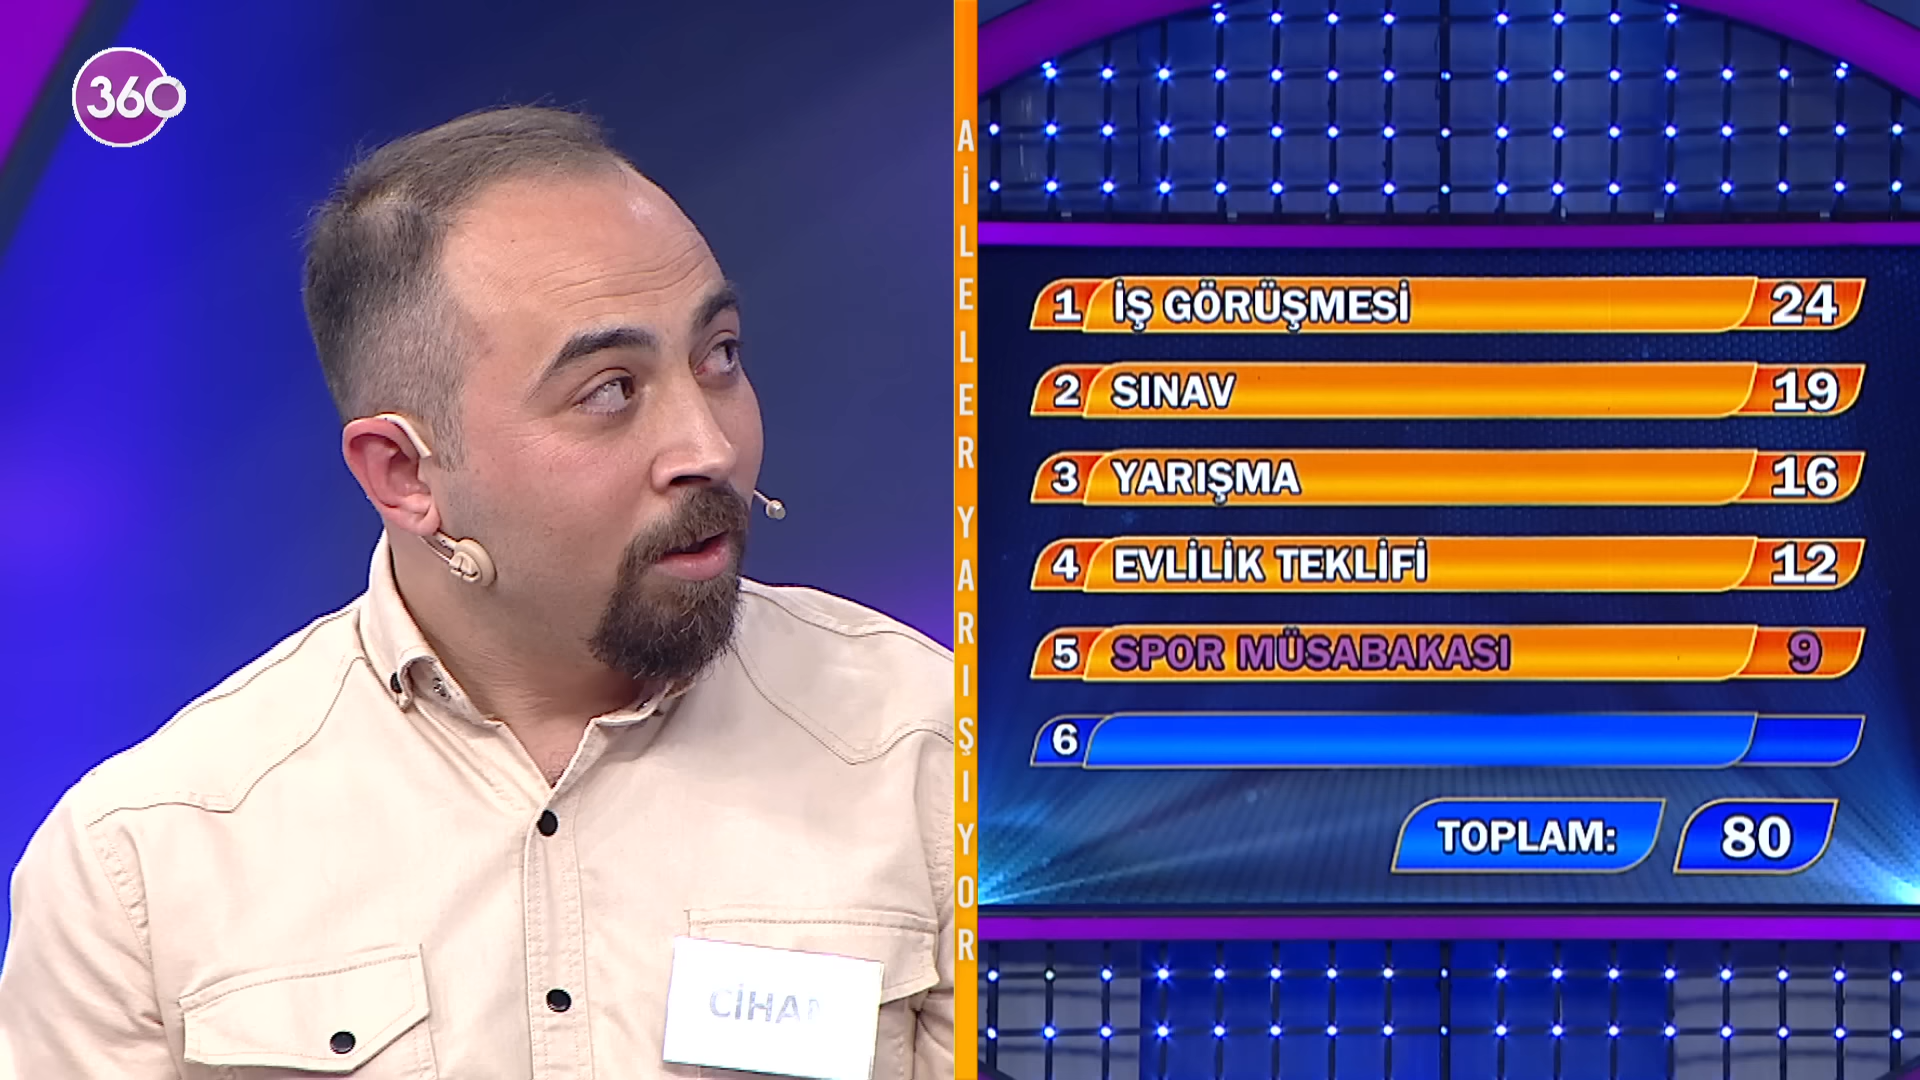 360
AİLELER YARIŞIYOR
1 İŞ GÖRÜŞMESİ 24
2 SINAV 19
3 YARIŞMA 16
4 EVLİLİK TEKLİFİ 12
5 SPOR MÜSABAKASI 9
6
TOPLAM: 80
CİHAN